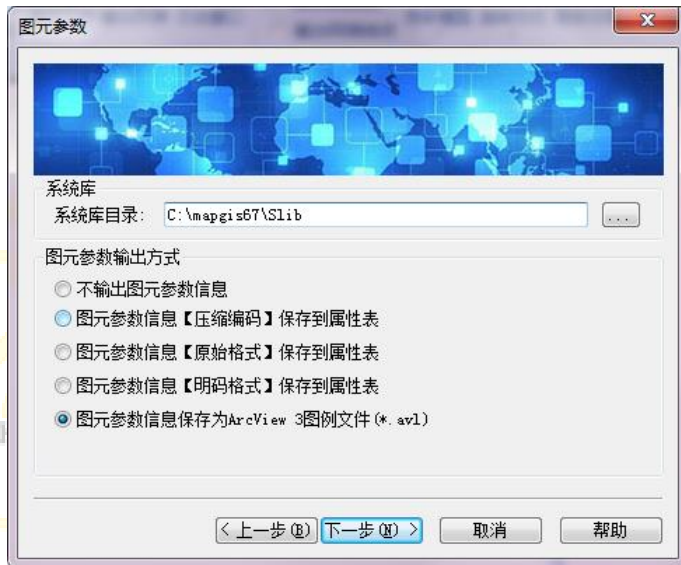 图元参数
系统库
系统库目录: C:\mapgis67\Slib ...
图元参数输出方式
不输出图元参数信息
图元参数信息【压缩编码】保存到属性表
图元参数信息【原始格式】保存到属性表
图元参数信息【明码格式】保存到属性表
图元参数信息保存为ArcView 3图例文件(*.avl)
< 上一步(B) 下一步(N) > 取消 帮助